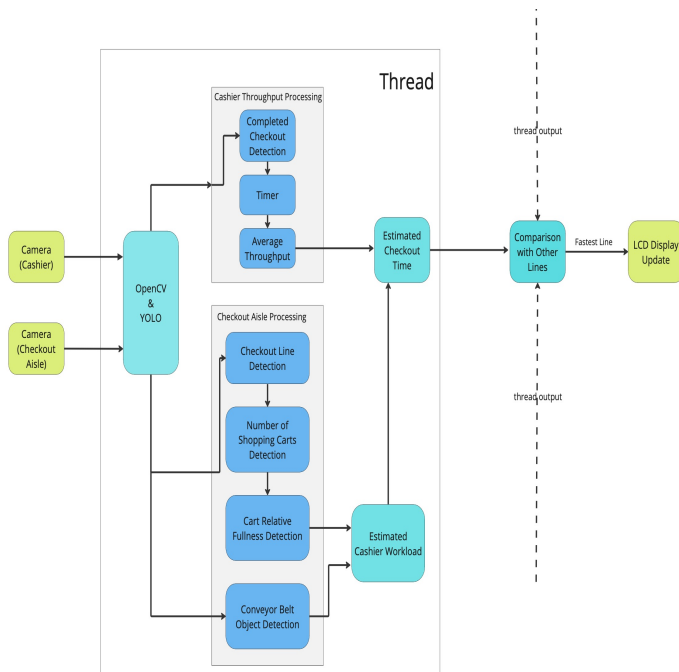 Thread
Cashier Throughput Processing
Completed
Checkout
Detection
Timer
Average
Throughput
Camera
(Cashier)
Camera
(Checkout
Aisle)
OpenCV
&
YOLO
Checkout Aisle Processing
Checkout Line
Detection
Number of
Shopping Carts
Detection
Cart Relative
Fullness Detection
Conveyor Belt
Object Detection
Estimated
Cashier Workload
Estimated
Checkout
Time
thread output
Comparison
with Other
Lines
thread output
Fastest Line
LCD Display
Update